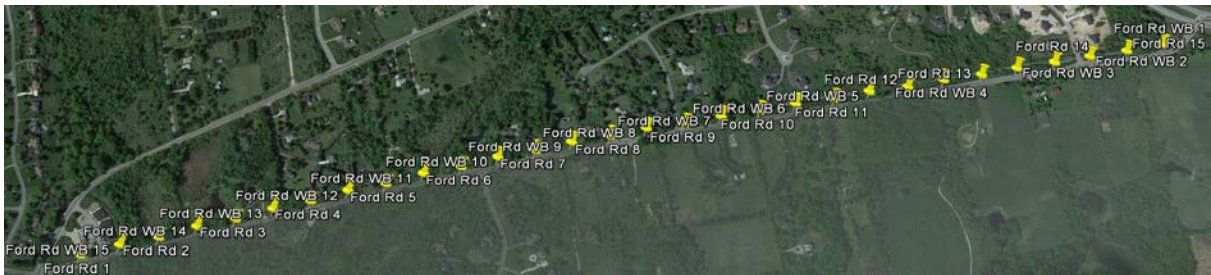 Ford Rd WB 1
Ford Rd 15
Ford Rd 14
Ford Rd WB 2
Ford Rd WB 3
Ford Rd 13
Ford Rd 12
Ford Rd WB 4
Ford Rd WB 5
Ford Rd 11
Ford Rd WB 6
Ford Rd 10
Ford Rd WB 7
Ford Rd 9
Ford Rd WB 8
Ford Rd 8
Ford Rd WB 9
Ford Rd 7
Ford Rd WB 10
Ford Rd 6
Ford Rd WB 11
Ford Rd 5
Ford Rd WB 12
Ford Rd 4
Ford Rd WB 13
Ford Rd 3
Ford Rd WB 14
Ford Rd 2
Ford Rd WB 15
Ford Rd 1